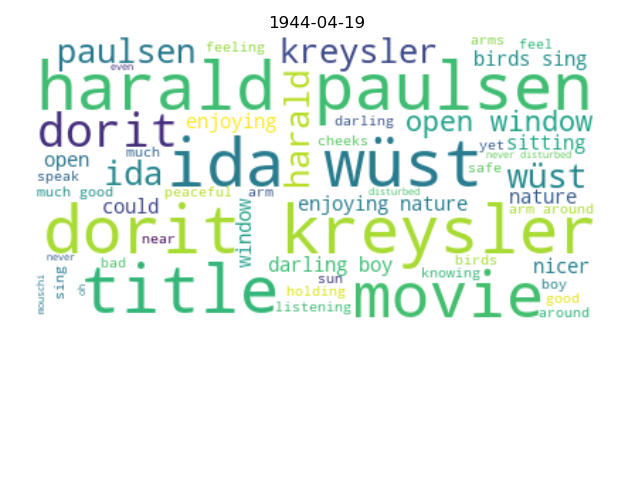 1944-04-19
paulsen feeling kreysler arms feel
even birds sing
harald paulsen
dorit enjoying harald darling open window
open much ida wüst cheeks yet sitting
never disturbed
speak ida safe wüst
much good peaceful arm disturbed nature
could enjoying nature arm around
dorit window kreysler
near
never bad darling boy birds nicer
sing title knowing
mouschi oh sun movie boy
holding good
listening around